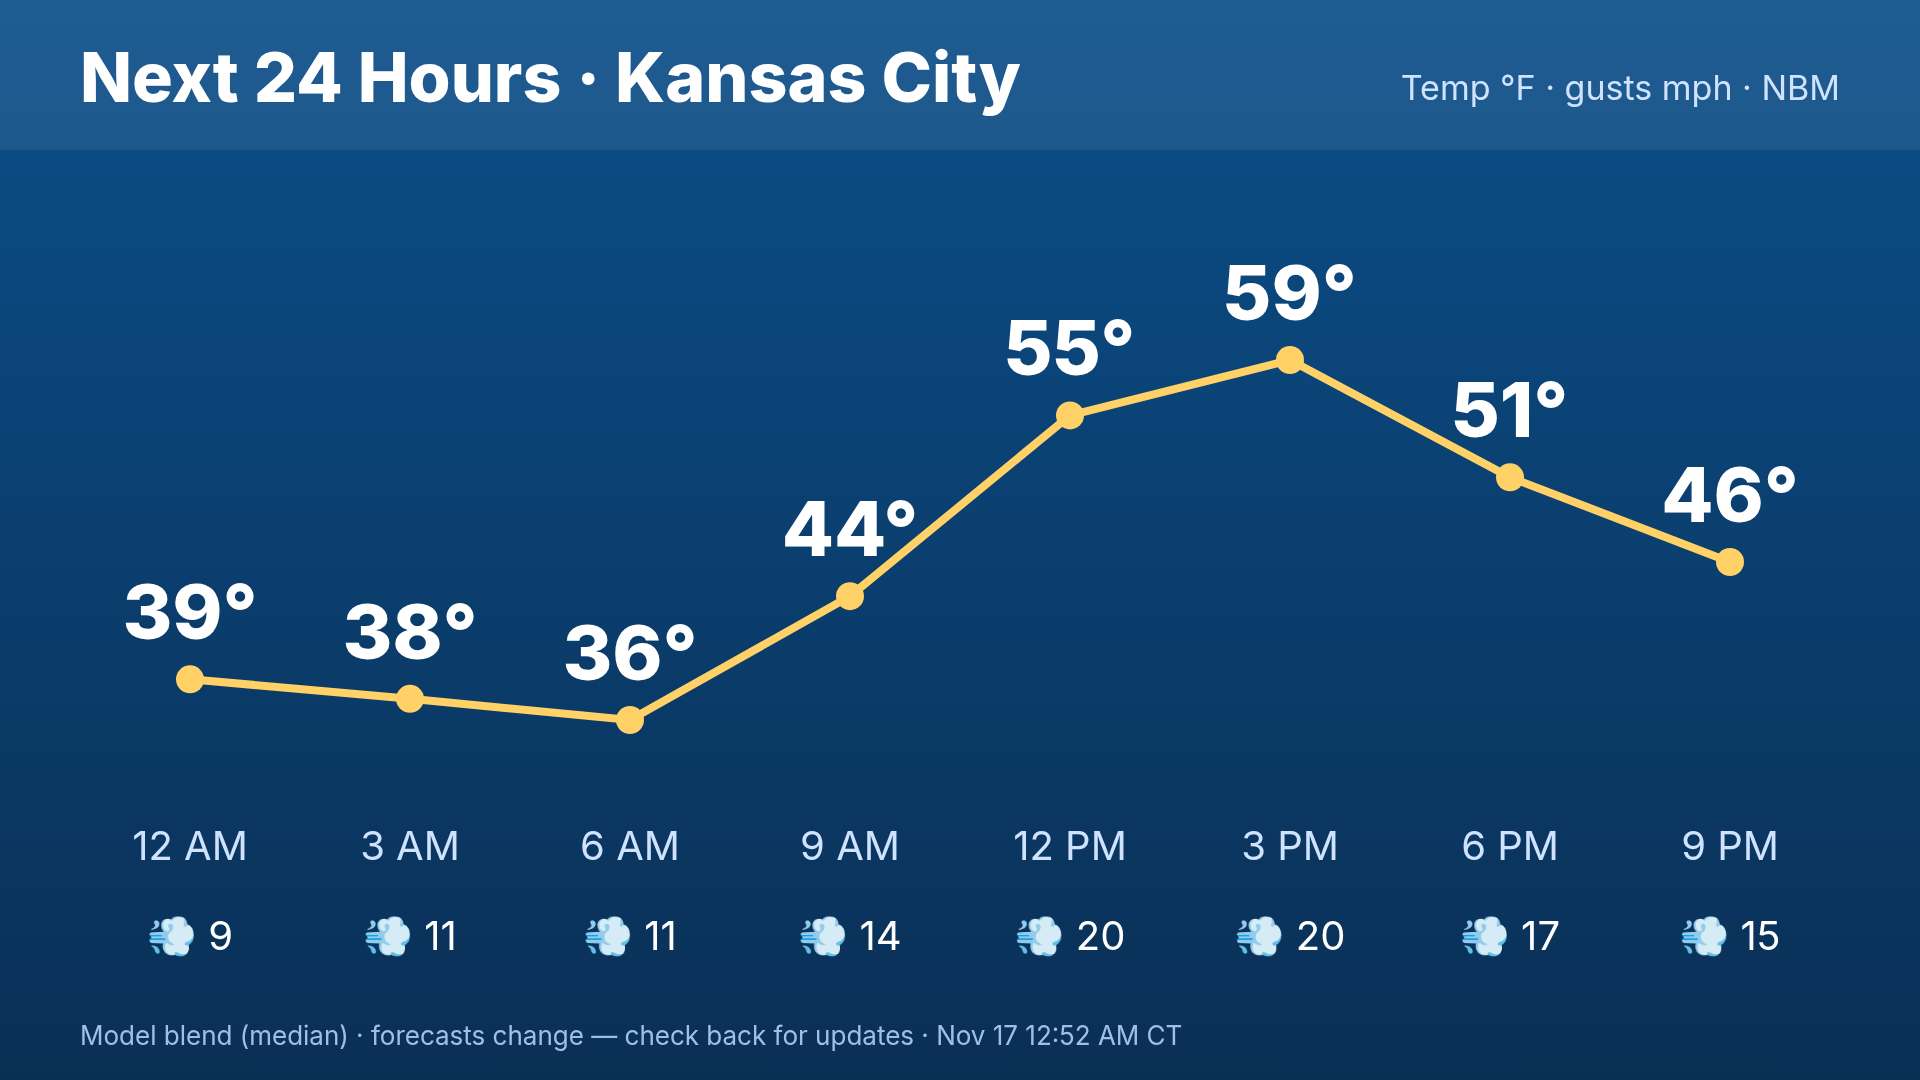 Next 24 Hours · Kansas City
Temp °F · gusts mph · NBM
39° 38° 36° 44° 55° 59° 51° 46°
12 AM 3 AM 6 AM 9 AM 12 PM 3 PM 6 PM 9 PM
💨 9 💨 11 💨 11 💨 14 💨 20 💨 20 💨 17 💨 15
Model blend (median) · forecasts change — check back for updates · Nov 17 12:52 AM CT